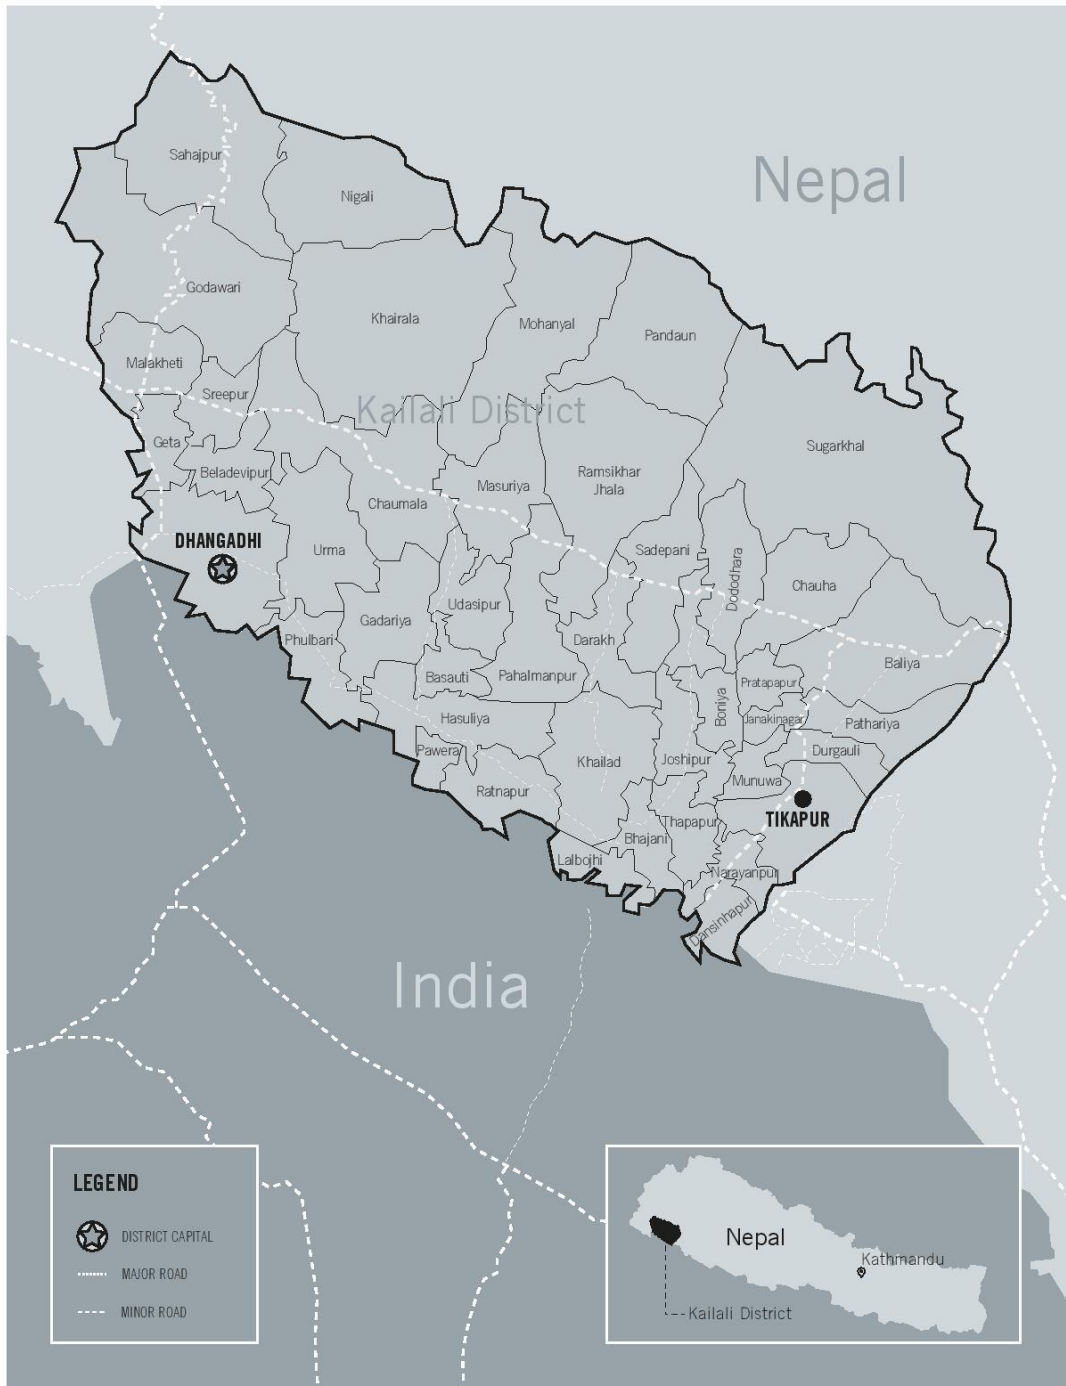 Nepal
Sahajpur
Nigali
Godawari
Khairala
Mohanyal
Pandaun
Malakheti
Sreepur
Kailali District
Geta
Beladevipur
Sugarkhal
Masuriya
Ramsikhar
Jhala
Chaumala
DHANGADHI
Urma
Sadepani
Dododhara
Chauha
Udasipur
Gadariya
Phulbari
Darakh
Baliya
Basauti
Pahalmanpur
Pratapapur
Boniya
Hasuliya
Janakinagar
Pathariya
Pawera
Khailad
Joshipur
Durgauli
Munuwa
Ratnapur
TIKAPUR
Thapapur
Bhajani
Lalbojhi
Narayanpur
Dansinhapur
India
LEGEND
DISTRICT CAPITAL
MAJOR ROAD
MINOR ROAD
Nepal
Kathmandu
Kailali District